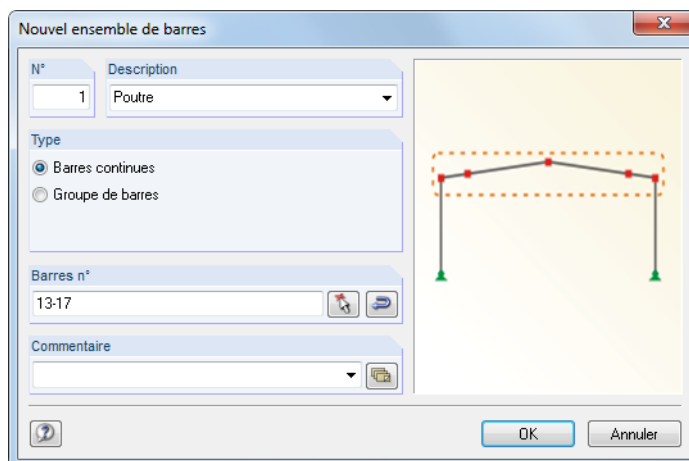 Nouvel ensemble de barres
N° Description
1 Poutre
Type
Barres continues
Groupe de barres
Barres n°
13-17
Commentaire
OK Annuler